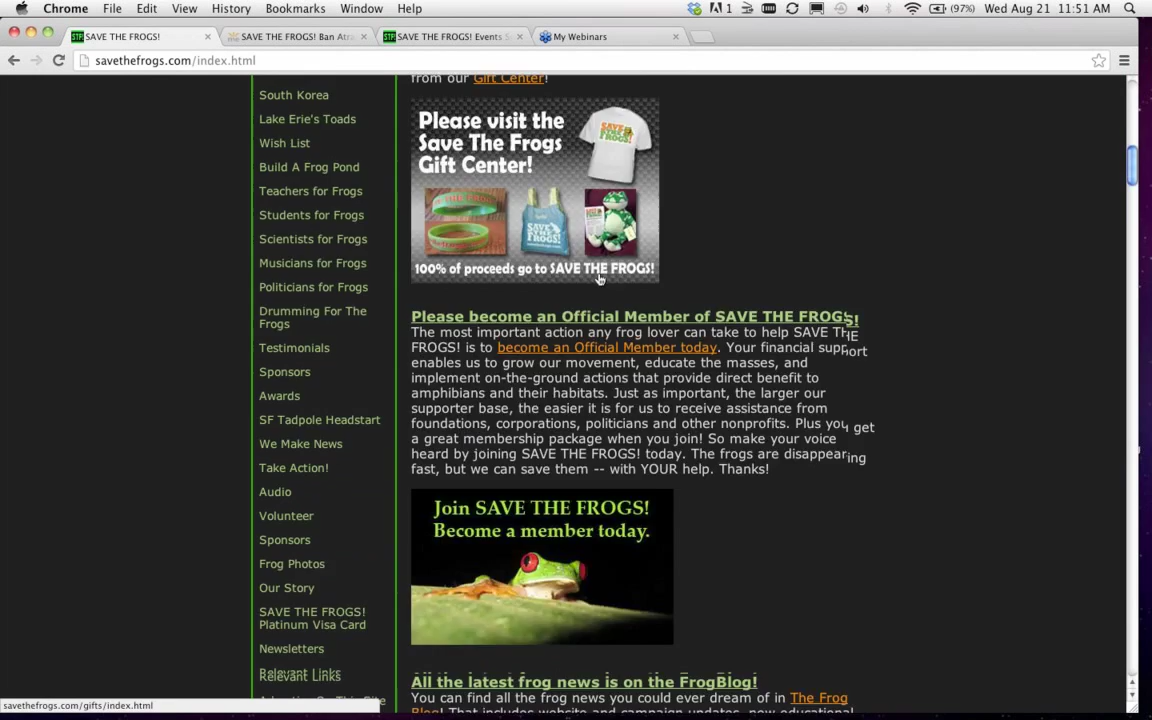 Chrome File Edit View History Bookmarks Window Help 1 (97%) Wed Aug 21 11:51 AM
SAVE THE FROGS! SAVE THE FROGS! Ban Atra SAVE THE FROGS! Events S My Webinars
savethefrogs.com/index.html
South Korea
Lake Erie's Toads
Wish List
Build A Frog Pond
Teachers for Frogs
Students for Frogs
Scientists for Frogs
Musicians for Frogs
Politicians for Frogs
Drumming For The
Frogs
Testimonials
Sponsors
Awards
SF Tadpole Headstart
We Make News
Take Action!
Audio
Volunteer
Sponsors
Frog Photos
Our Story
SAVE THE FROGS!
Platinum Visa Card
Newsletters
Relevant Links
from our Gift Center!
Please visit the
Save The Frogs
Gift Center!
100% of proceeds go to SAVE THE FROGS!
Please become an Official Member of SAVE THE FROGS!
The most important action any frog lover can take to help SAVE THE
FROGS! is to become an Official Member today. Your financial support
enables us to grow our movement, educate the masses, and
implement on-the-ground actions that provide direct benefit to
amphibians and their habitats. Just as important, the larger our
supporter base, the easier it is for us to receive assistance from
foundations, corporations, politicians and other nonprofits. Plus you get
a great membership package when you join! So make your voice
heard by joining SAVE THE FROGS! today. The frogs are disappearing
fast, but we can save them -- with YOUR help. Thanks!
Join SAVE THE FROGS!
Become a member today.
All the latest frog news is on the FrogBlog!
You can find all the frog news you could ever dream of in The Frog
savethefrogs.com/gifts/index.html